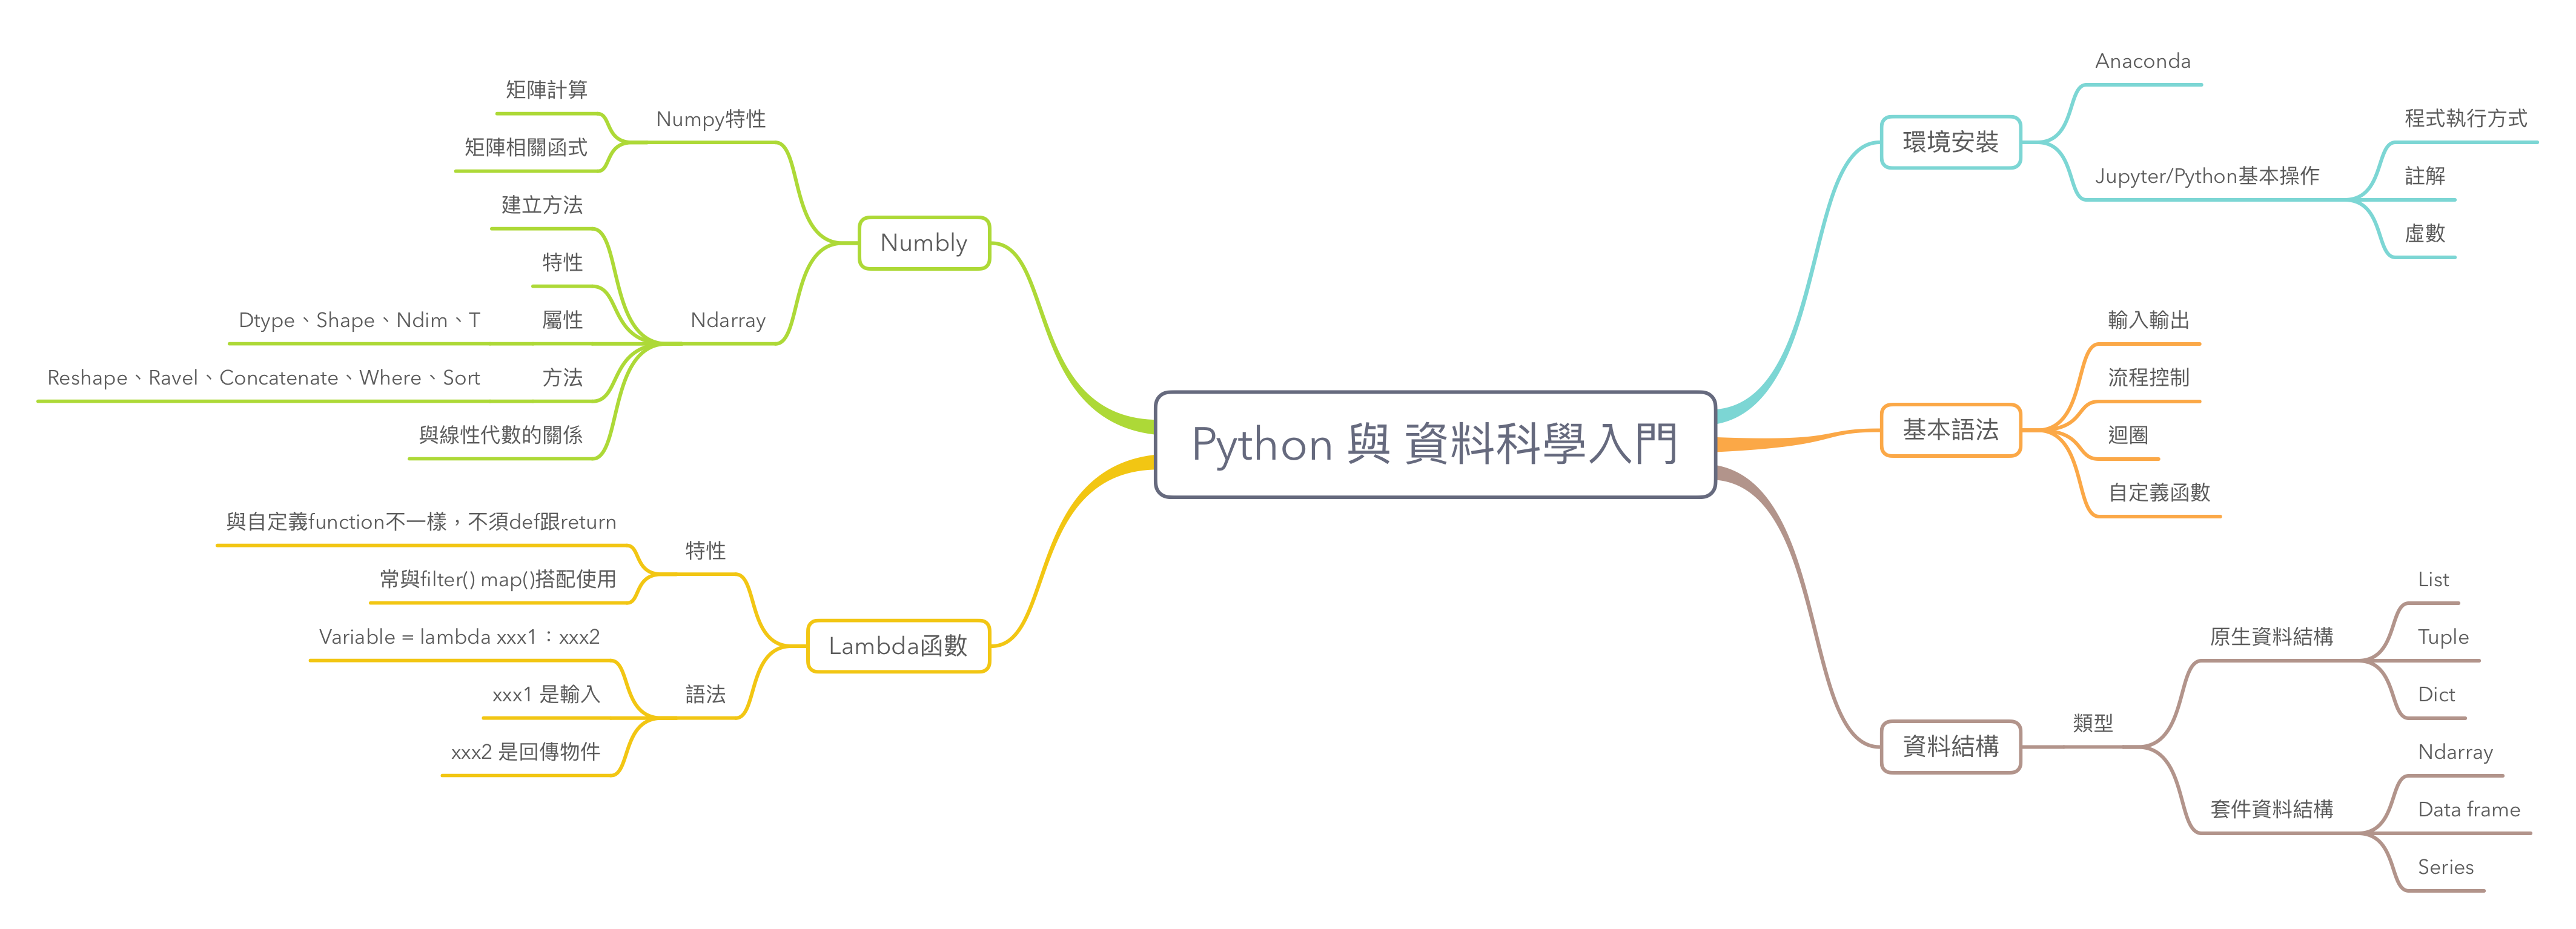 Python 與 資料科學入門
環境安裝
Anaconda
Jupyter/Python基本操作
程式執行方式
註解
虛數
基本語法
輸入輸出
流程控制
迴圈
自定義函數
資料結構
類型
原生資料結構
List
Tuple
Dict
套件資料結構
Ndarray
Data frame
Series
Numbly
Numpy特性
矩陣計算
矩陣相關函式
Ndarray
建立方法
特性
屬性
Dtype、Shape、Ndim、T
方法
Reshape、Ravel、Concatenate、Where、Sort
與線性代數的關係
Lambda函數
特性
與自定義function不一樣，不須def跟return
常與filter() map()搭配使用
語法
Variable = lambda xxx1：xxx2
xxx1 是輸入
xxx2 是回傳物件